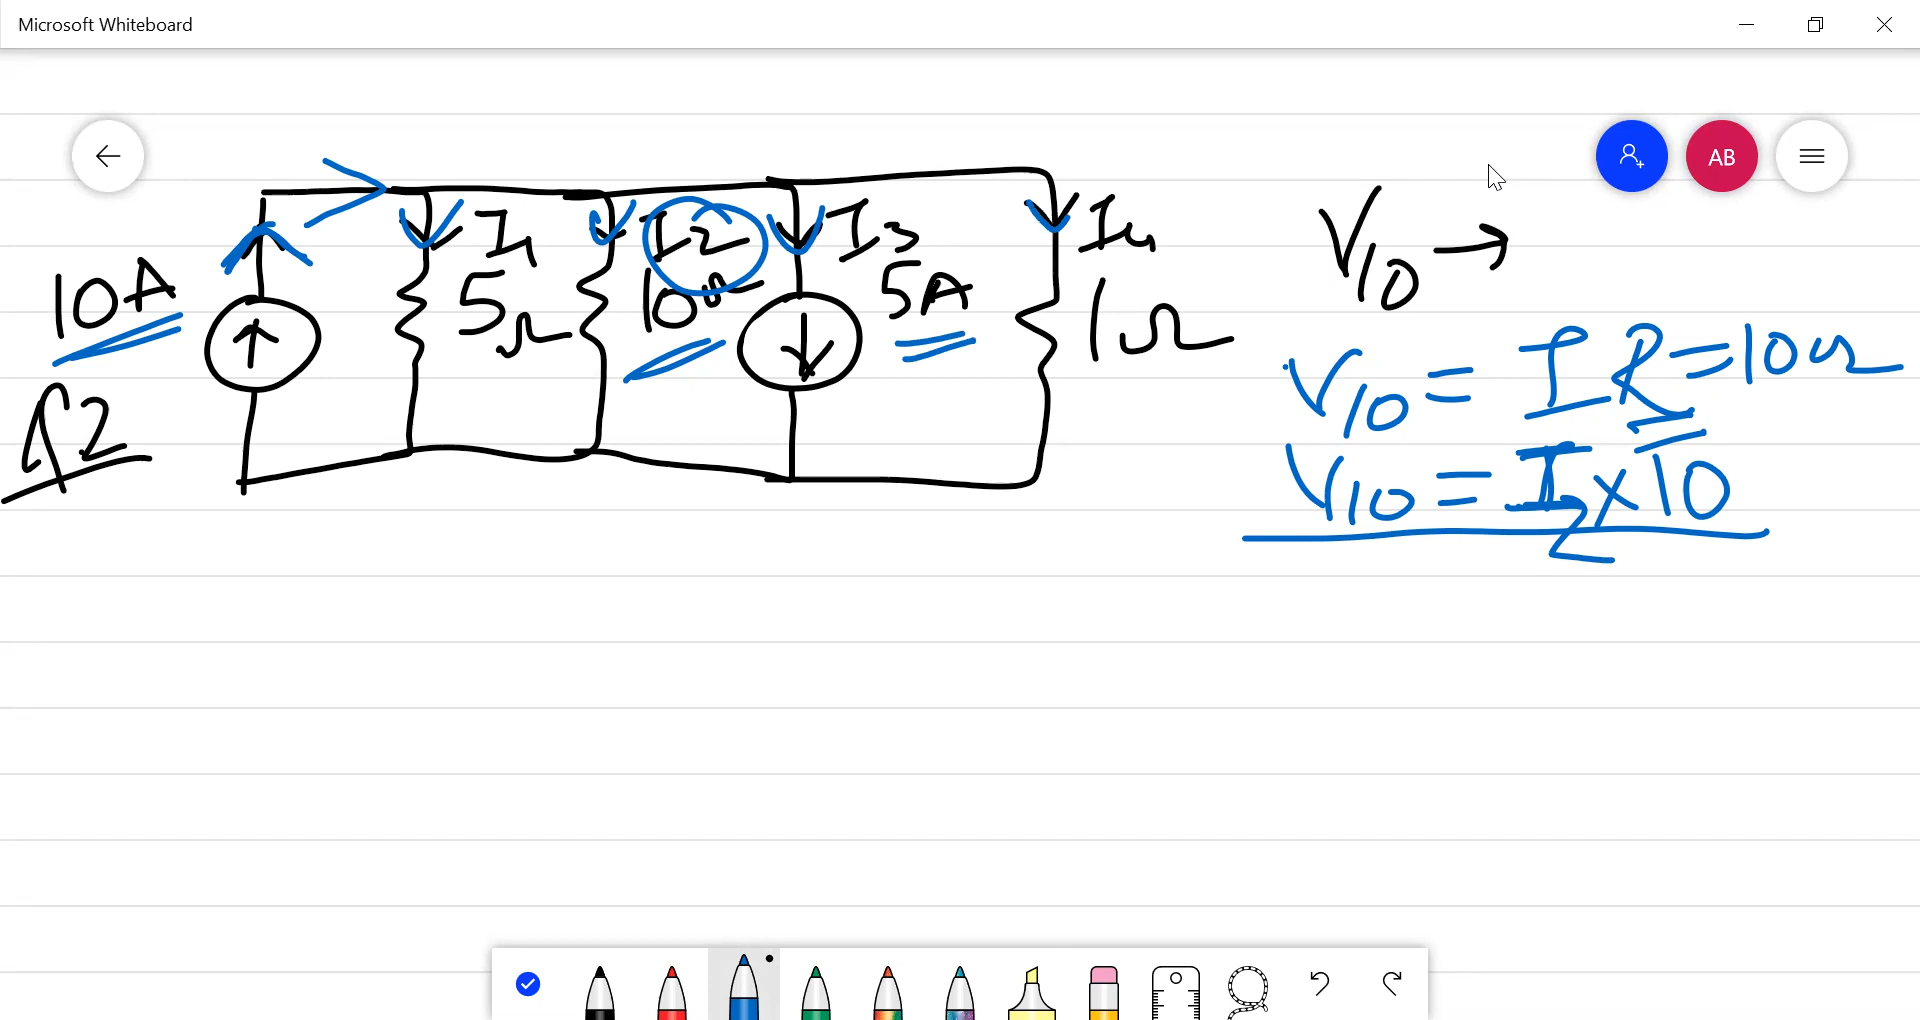 Microsoft Whiteboard
AB
10A
I1
5Ω
I2
10Ω
I3
5A
I4
1Ω
V10 →
V10 = I R = 10Ω
V10 = I2 × 10
Q2